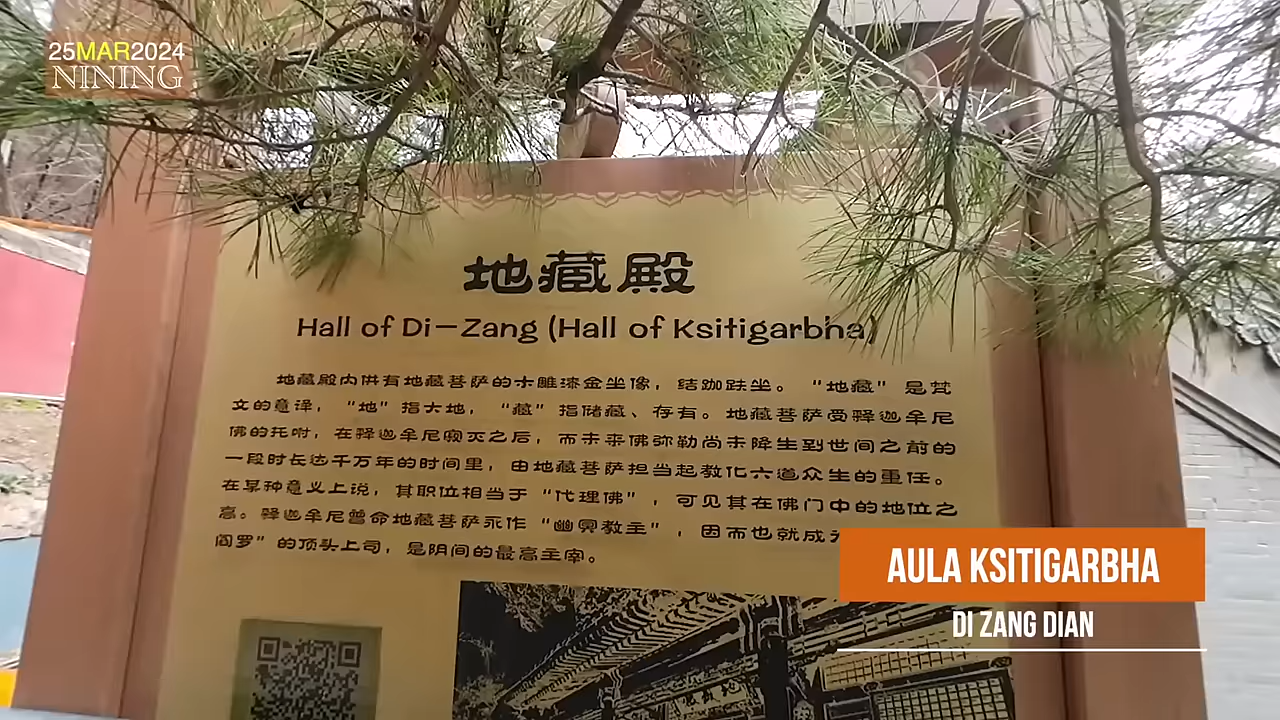 25MAR2024
NINING
地藏殿
Hall of Di-Zang (Hall of Ksitigarbha)
地藏殿内供有地藏菩萨的木雕漆金坐像，结跏趺坐。“地藏”是梵
文的意译，“地”指大地，“藏”指储藏、存有。地藏菩萨受释迦牟尼
佛的托咐，在释迦牟尼寂灭之后，而未来佛弥勒尚未降生到世间之前的
一段时长达千万年的时间里，由地藏菩萨担当起教化六道众生的重任。
在某种意义上说，其职位相当于“代理佛”，可见其在佛门中的地位之
高。释迦牟尼曾命地藏菩萨永作“幽冥教主”，因而也就成
阎罗”的顶头上司，是阴间的最高主宰。
AULA KSITIGARBHA
DI ZANG DIAN